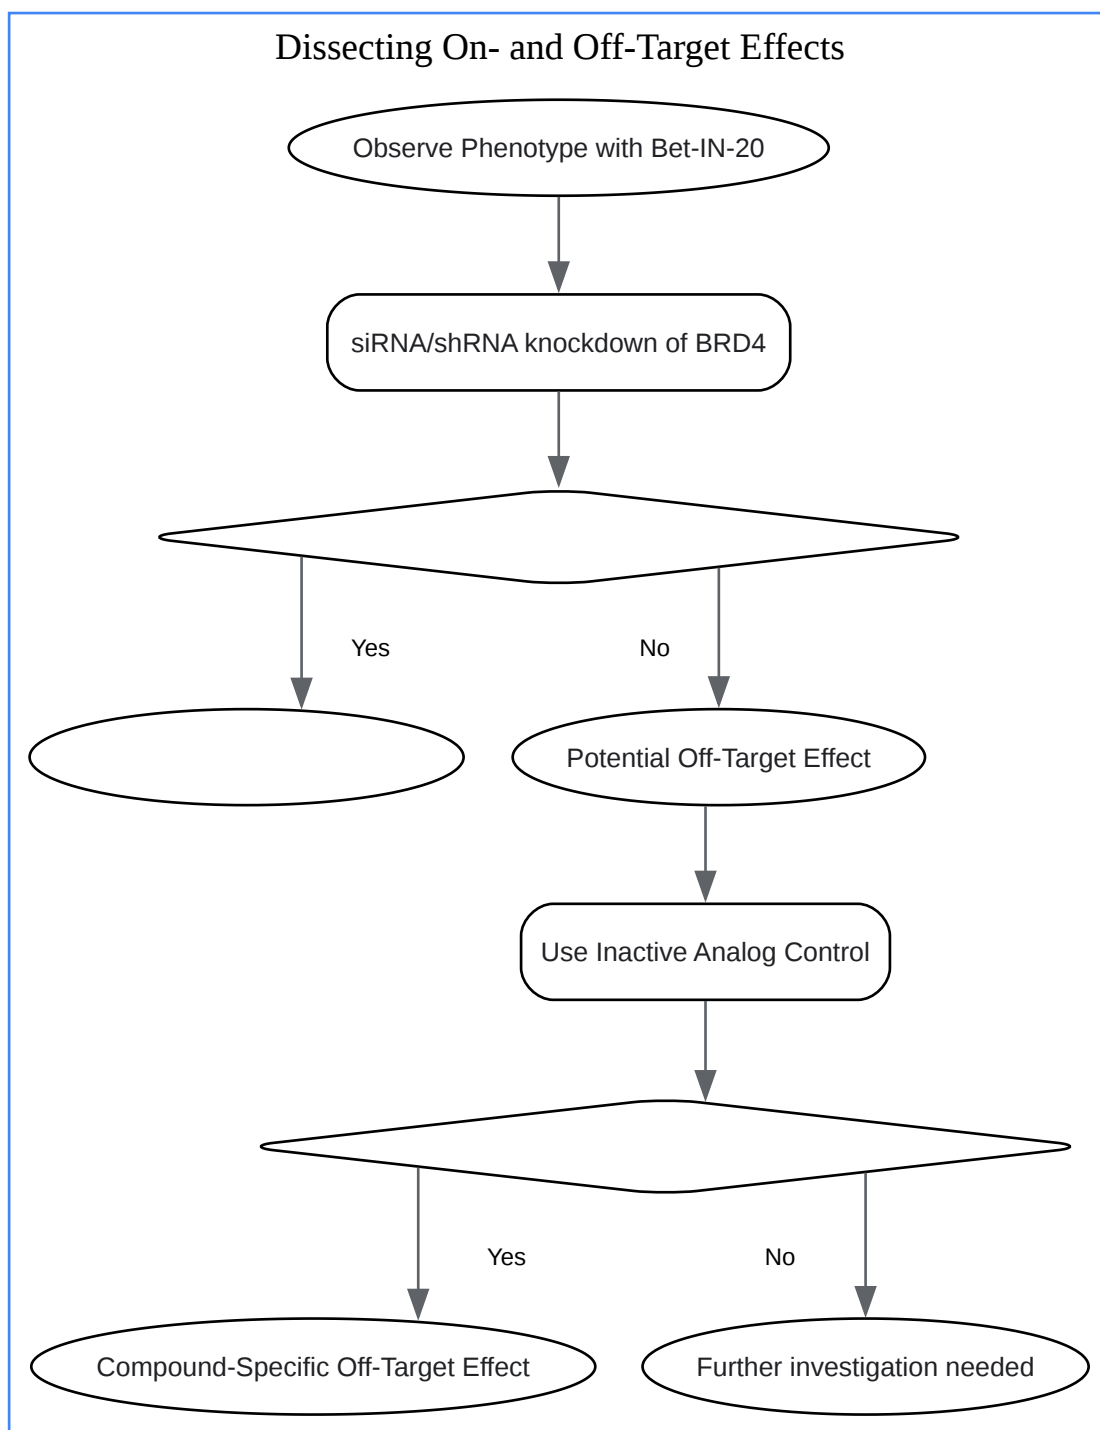 Dissecting On- and Off-Target Effects
Observe Phenotype with Bet-IN-20
siRNA/shRNA knockdown of BRD4
Yes
No
Potential Off-Target Effect
Use Inactive Analog Control
Yes
No
Compound-Specific Off-Target Effect
Further investigation needed